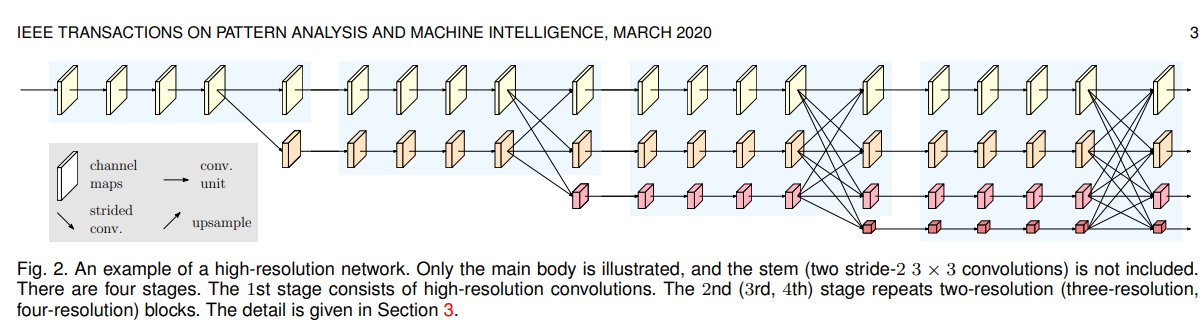 IEEE TRANSACTIONS ON PATTERN ANALYSIS AND MACHINE INTELLIGENCE, MARCH 2020 3
channel maps
conv. unit
strided conv.
upsample
Fig. 2. An example of a high-resolution network. Only the main body is illustrated, and the stem (two stride-2 3 × 3 convolutions) is not included.
There are four stages. The 1st stage consists of high-resolution convolutions. The 2nd (3rd, 4th) stage repeats two-resolution (three-resolution,
four-resolution) blocks. The detail is given in Section 3.